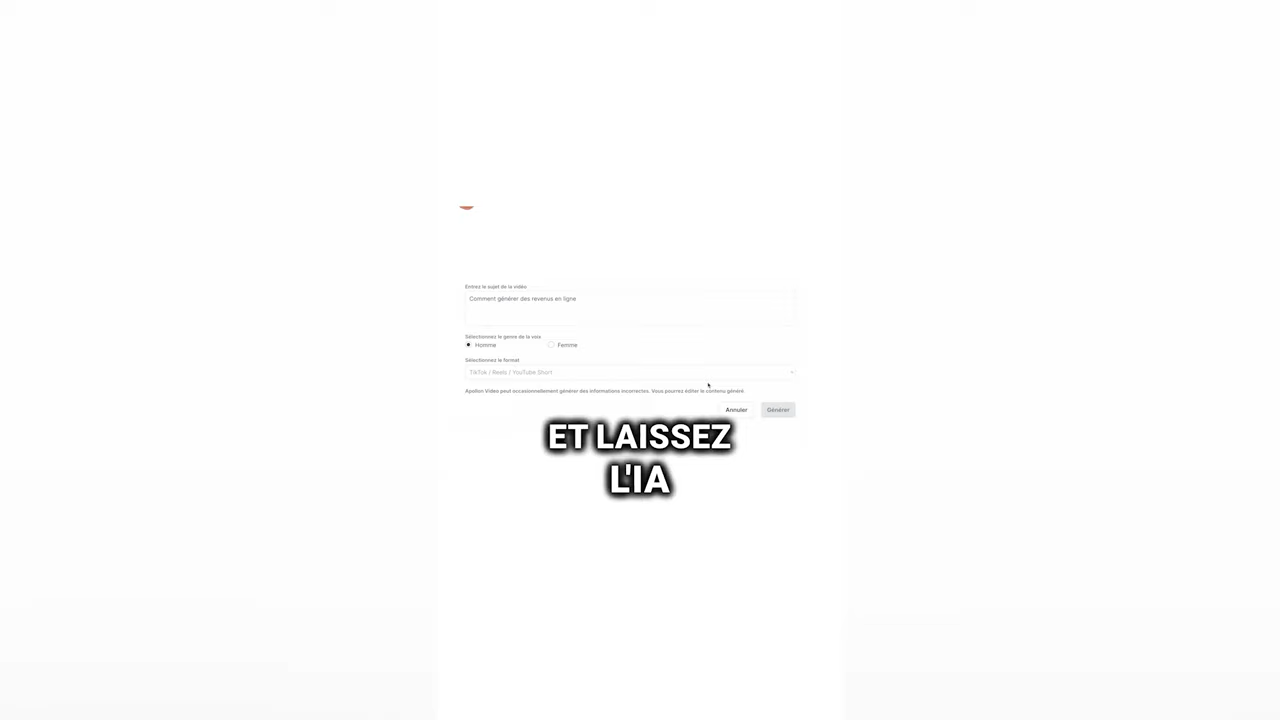 Entrez le sujet de la vidéo
Comment générer des revenus en ligne
Sélectionnez le genre de la voix
Homme Femme
Sélectionnez le format
TikTok / Reels / YouTube Short
Apollon Video peut occasionnellement générer des informations incorrectes. Vous pourrez éditer le contenu généré.
Annuler Générer
ET LAISSEZ
L'IA